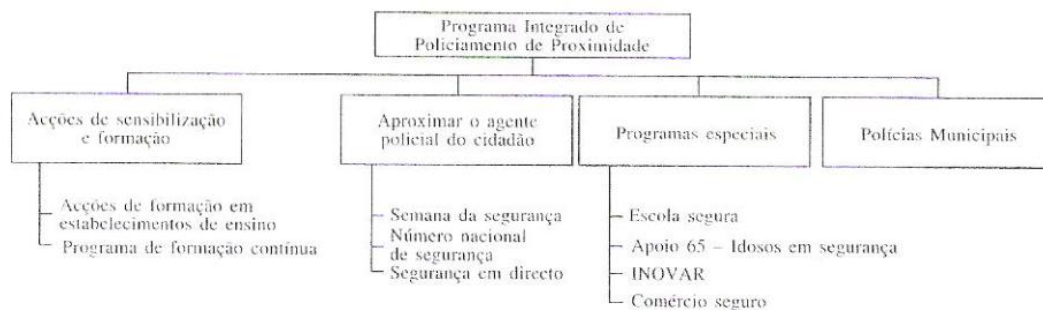 Programa Integrado de
Policiamento de Proximidade
Acções de sensibilização
e formação
Aproximar o agente
policial do cidadão
Programas especiais
Polícias Municipais
Acções de formação em
estabelecimentos de ensino
Programa de formação contínua
Semana da segurança
Número nacional
de segurança
Segurança em directo
Escola segura
Apoio 65 – Idosos em segurança
INOVAR
Comércio seguro